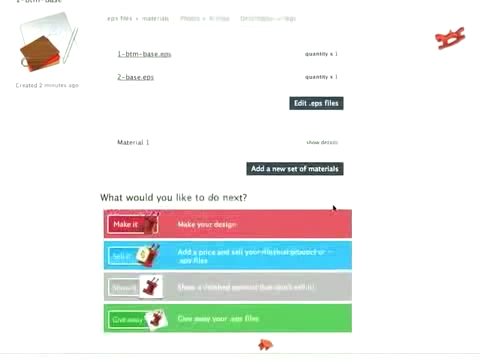 1-btm-base
.eps files + materials
1-btm-base.eps
quantity x 1
2-base.eps
quantity x 1
Created 2 minutes ago
Edit .eps files
Material 1
show details
Add a new set of materials
What would you like to do next?
Make it
Make your design
Sell it
Add a price and sell your
.eps files
Give away
Give away your .eps files